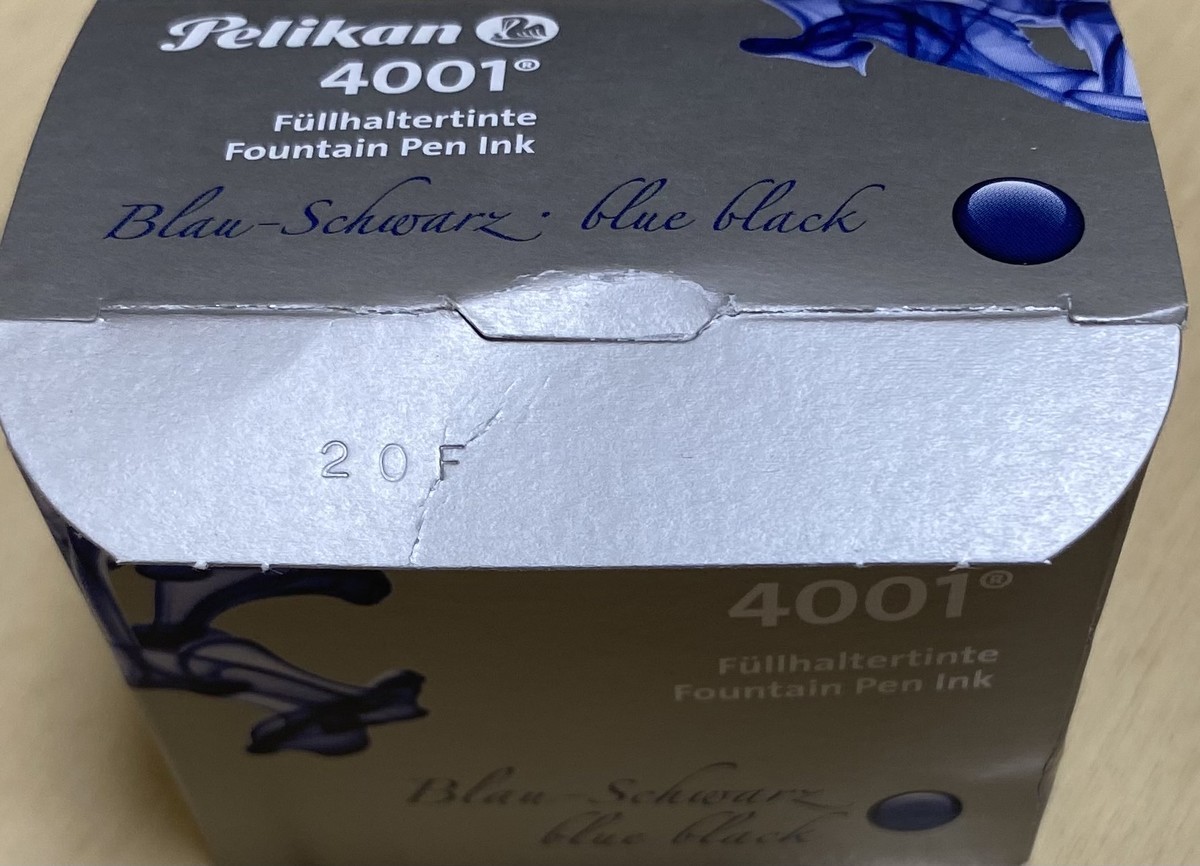 Pelikan
4001®
Füllhaltertinte
Fountain Pen Ink
Blau-Schwarz · blue black
20F
4001®
Füllhaltertinte
Fountain Pen Ink
Blau-Schwarz
blue black